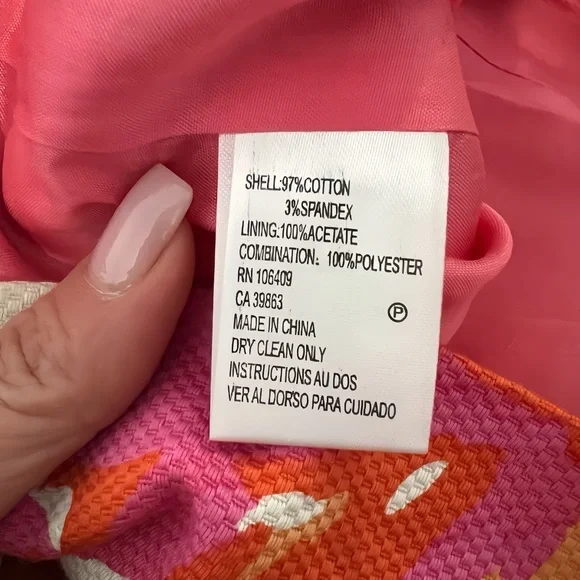 SHELL:97%COTTON
3%SPANDEX
LINING:100%ACETATE
COMBINATION: 100%POLYESTER
RN 106409
CA 39863
P
MADE IN CHINA
DRY CLEAN ONLY
INSTRUCTIONS AU DOS
VER AL DORSO PARA CUIDADO